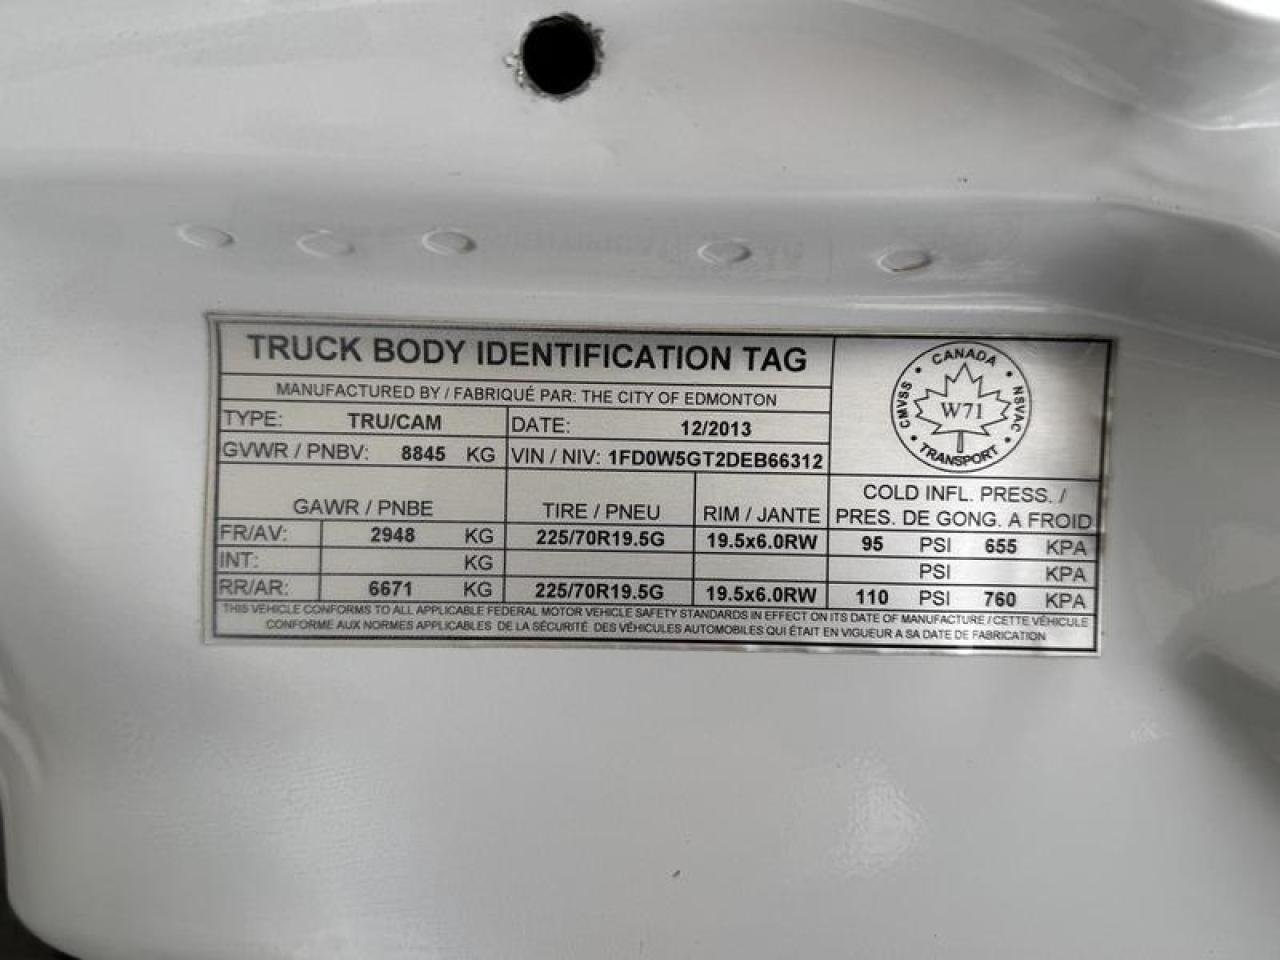 TRUCK BODY IDENTIFICATION TAG
MANUFACTURED BY / FABRIQUÉ PAR: THE CITY OF EDMONTON
TYPE: TRU/CAM DATE: 12/2013
GVWR / PNBV: 8845 KG VIN / NIV: 1FD0W5GT2DEB66312
CANADA
CMVSS W71 NSVAC
TRANSPORT
GAWR / PNBE TIRE / PNEU RIM / JANTE COLD INFL. PRESS. /
PRES. DE GONG. A FROID
FR/AV: 2948 KG 225/70R19.5G 19.5x6.0RW 95 PSI 655 KPA
INT: KG PSI KPA
RR/AR: 6671 KG 225/70R19.5G 19.5x6.0RW 110 PSI 760 KPA
THIS VEHICLE CONFORMS TO ALL APPLICABLE FEDERAL MOTOR VEHICLE SAFETY STANDARDS IN EFFECT ON ITS DATE OF MANUFACTURE / CETTE VÉHICULE
CONFORME AUX NORMES APPLICABLES DE LA SÉCURITÉ DES VÉHICULES AUTOMOBILES QUI ÉTAIT EN VIGUEUR A SA DATE DE FABRICATION